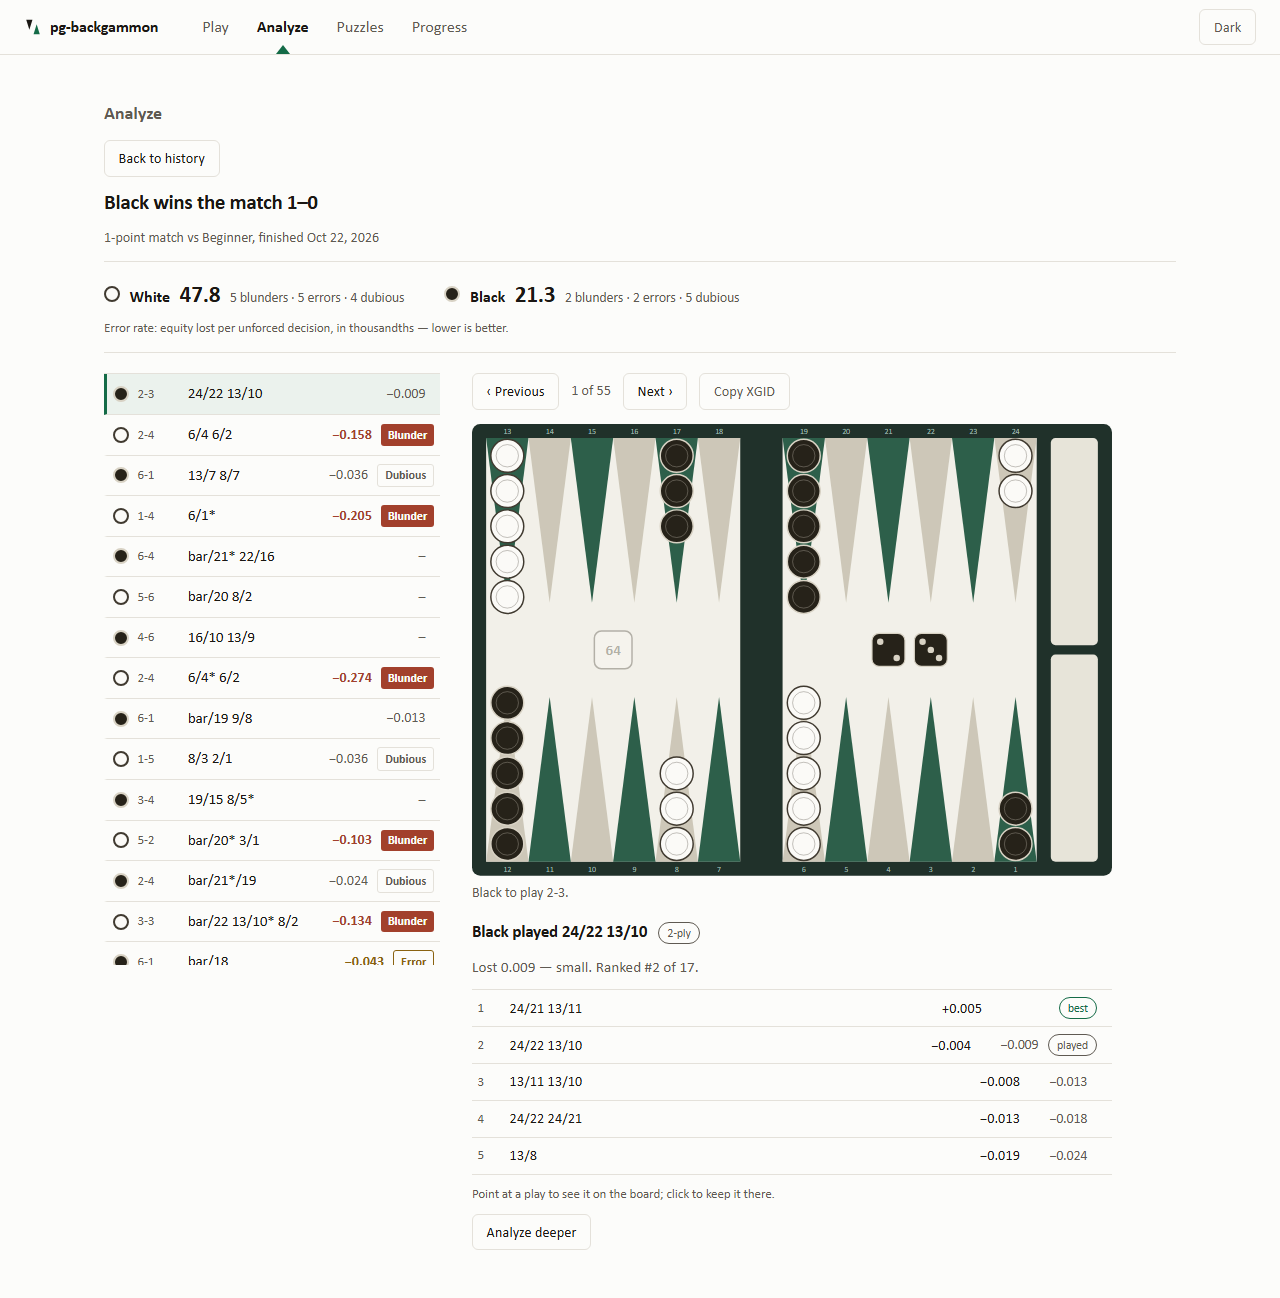 pg-backgammon Play Analyze Puzzles Progress Dark
Analyze
Back to history
Black wins the match 1–0
1-point match vs Beginner, finished Oct 22, 2026
White 47.8 5 blunders · 5 errors · 4 dubious Black 21.3 2 blunders · 2 errors · 5 dubious
Error rate: equity lost per unforced decision, in thousandths — lower is better.
2-3 24/22 13/10 −0.009
2-4 6/4 6/2 −0.158 Blunder
6-1 13/7 8/7 −0.036 Dubious
1-4 6/1* −0.205 Blunder
6-4 bar/21* 22/16 –
5-6 bar/20 8/2 –
4-6 16/10 13/9 –
2-4 6/4* 6/2 −0.274 Blunder
6-1 bar/19 9/8 −0.013
1-5 8/3 2/1 −0.036 Dubious
3-4 19/15 8/5* –
5-2 bar/20* 3/1 −0.103 Blunder
2-4 bar/21*/19 −0.024 Dubious
3-3 bar/22 13/10* 8/2 −0.134 Blunder
6-1 bar/18 −0.043 Error
‹ Previous 1 of 55 Next › Copy XGID
13 14 15 16 17 18 19 20 21 22 23 24
64
12 11 10 9 8 7 6 5 4 3 2 1
Black to play 2-3.
Black played 24/22 13/10 2-ply
Lost 0.009 — small. Ranked #2 of 17.
1 24/21 13/11 +0.005 best
2 24/22 13/10 −0.004 −0.009 played
3 13/11 13/10 −0.008 −0.013
4 24/22 24/21 −0.013 −0.018
5 13/8 −0.019 −0.024
Point at a play to see it on the board; click to keep it there.
Analyze deeper